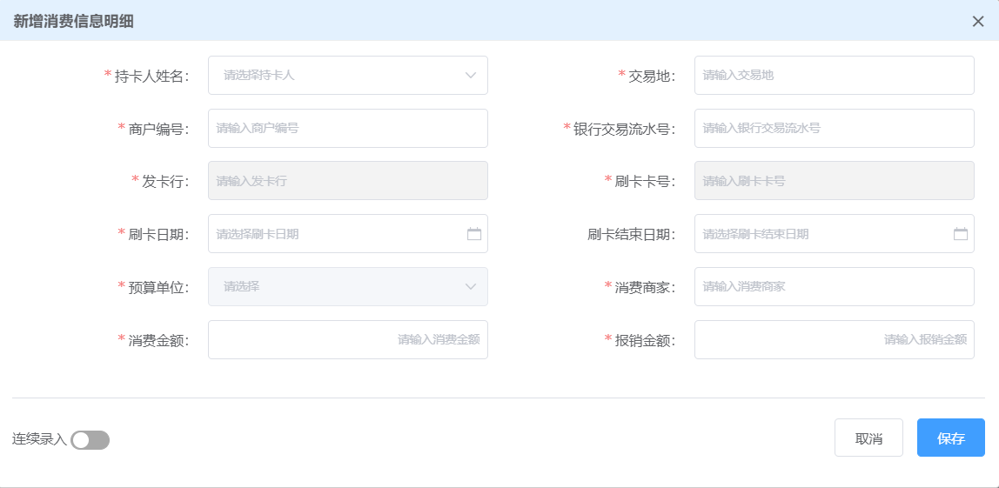 新增消费信息明细
* 持卡人姓名： 请选择持卡人 * 交易地： 请输入交易地
* 商户编号： 请输入商户编号 * 银行交易流水号： 请输入银行交易流水号
* 发卡行： 请输入发卡行 * 刷卡卡号： 请输入刷卡卡号
* 刷卡日期： 请选择刷卡日期 刷卡结束日期： 请选择刷卡结束日期
* 预算单位： 请选择 * 消费商家： 请输入消费商家
* 消费金额： 请输入消费金额 * 报销金额： 请输入报销金额
连续录入 取消 保存